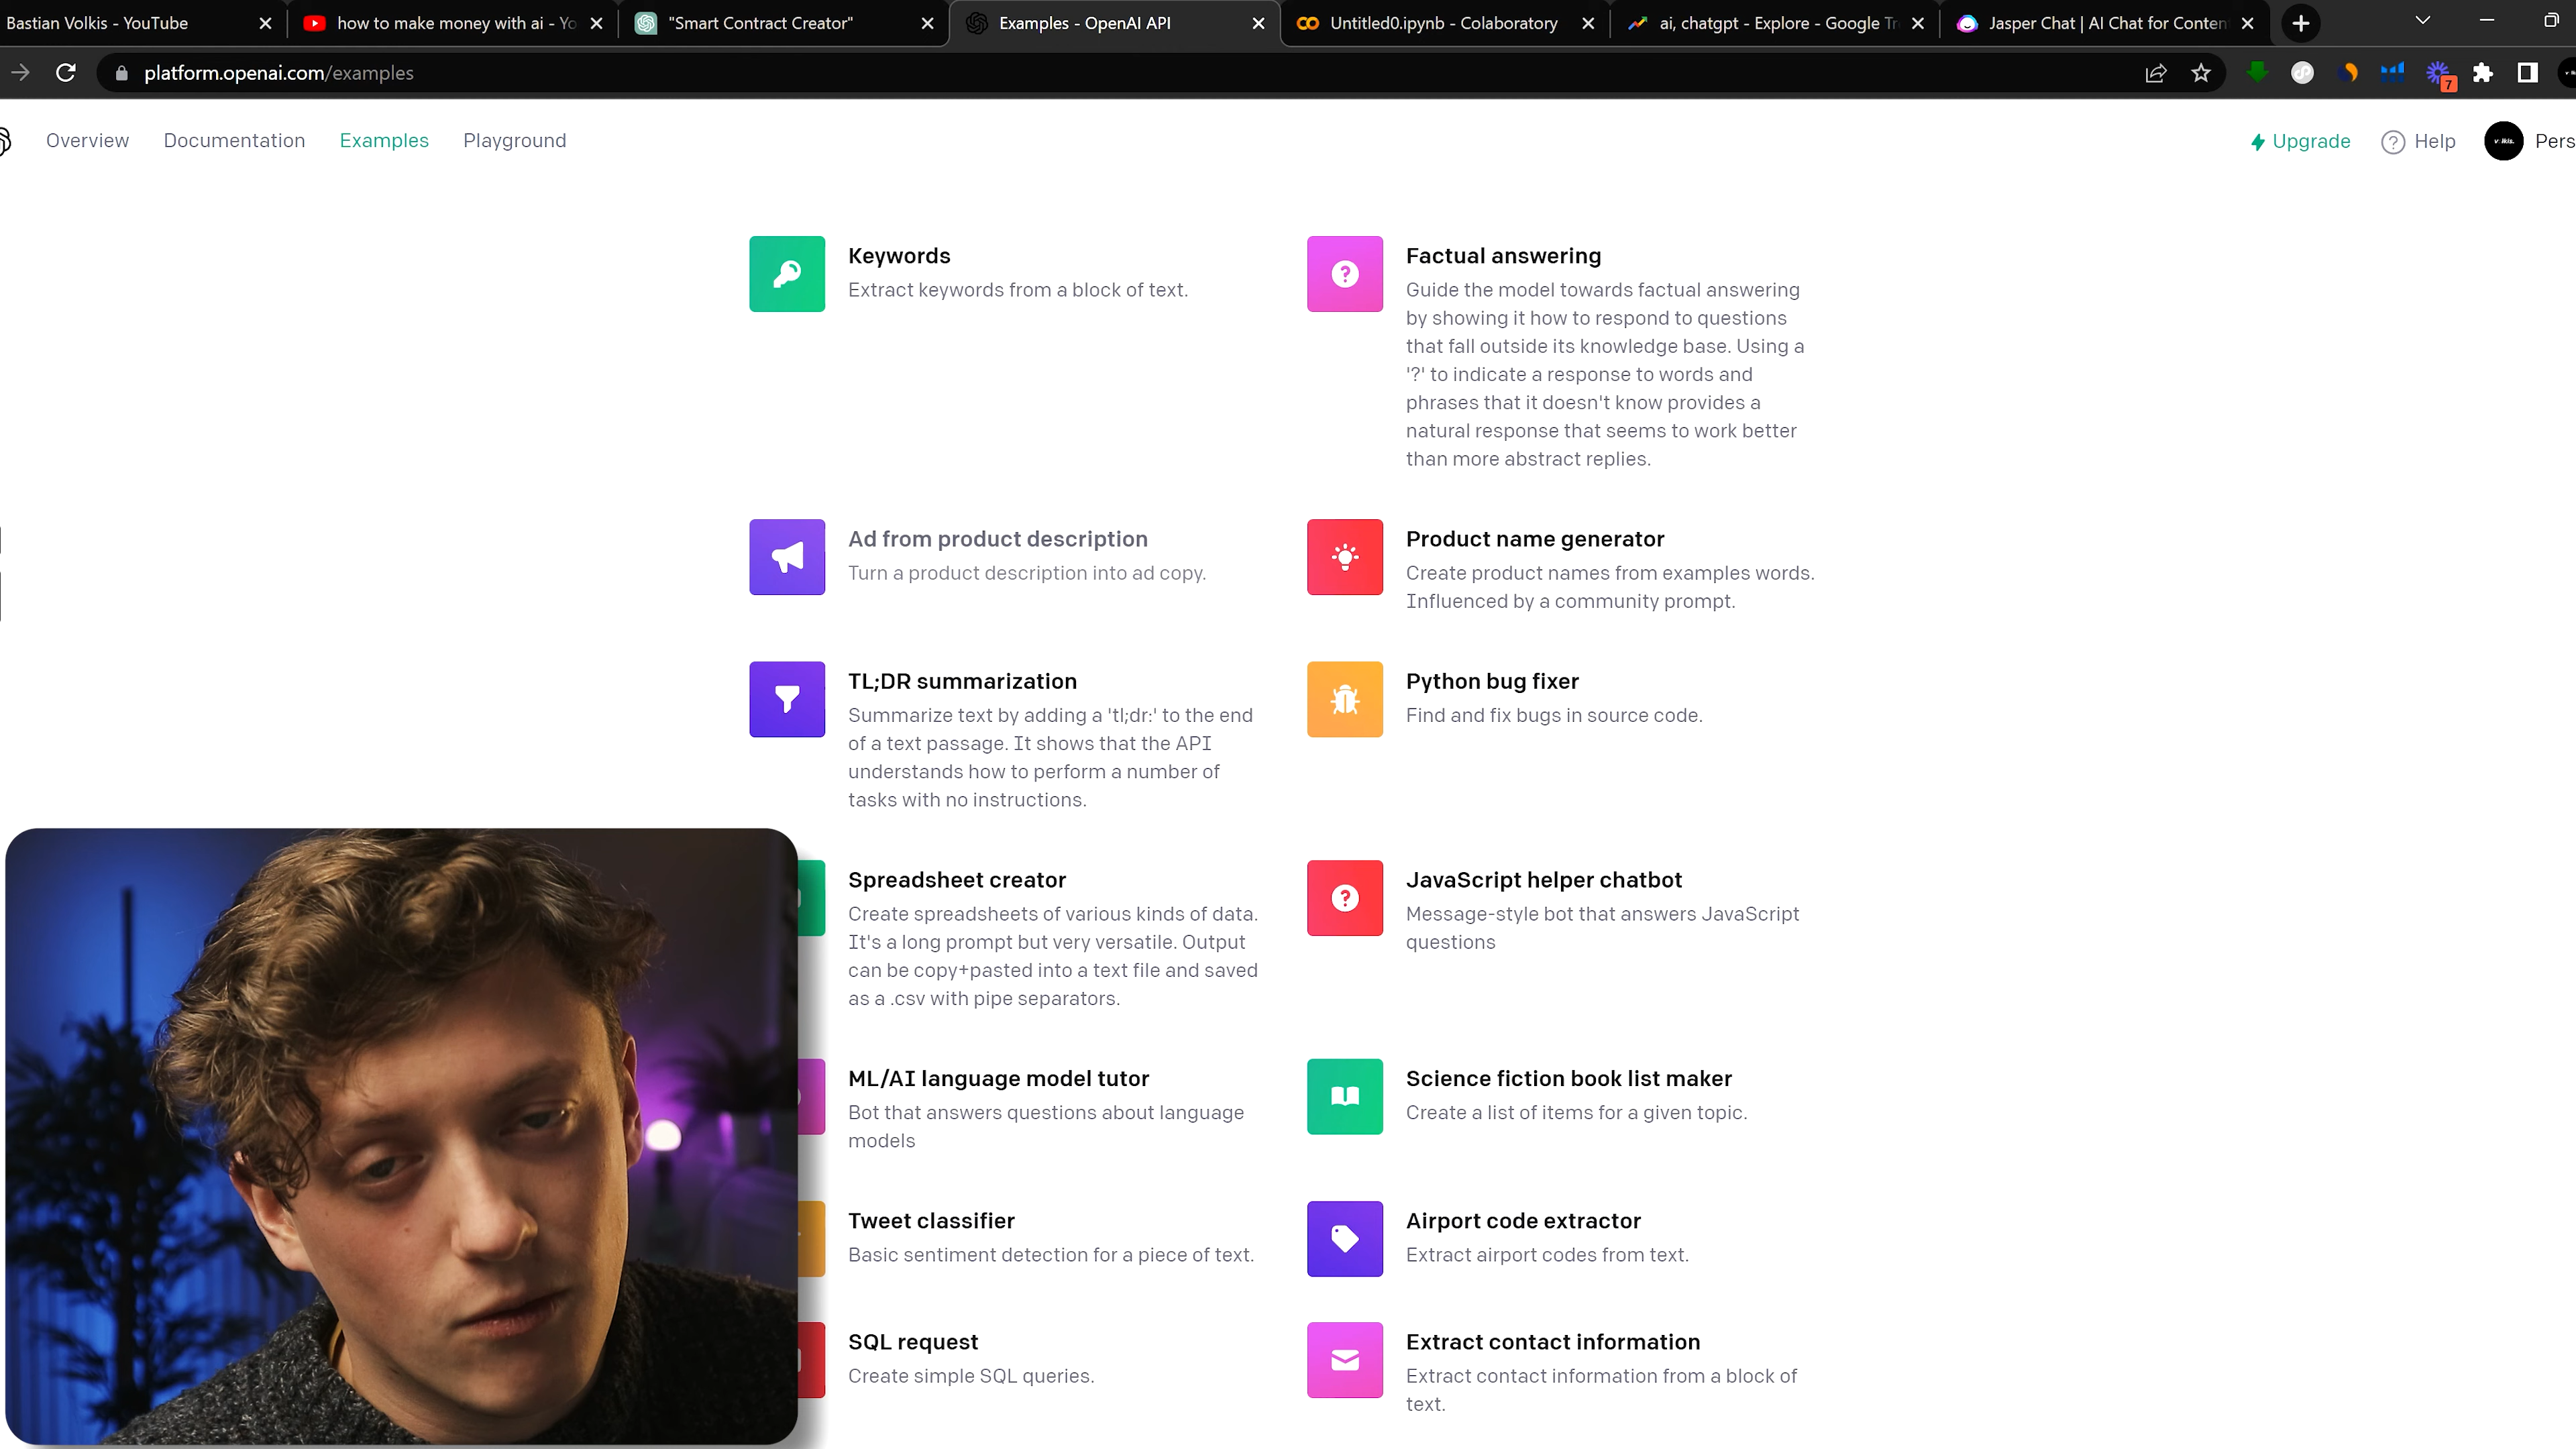 Bastian Volkis - YouTube
how to make money with ai - Yo
"Smart Contract Creator"
Examples - OpenAI API
Untitled0.ipynb - Colaboratory
ai, chatgpt - Explore - Google Tr
Jasper Chat | AI Chat for Conten
platform.openai.com/examples
7
Overview
Documentation
Examples
Playground
Upgrade
Help
Pers
Keywords
Extract keywords from a block of text.
Factual answering
Guide the model towards factual answering
by showing it how to respond to questions
that fall outside its knowledge base. Using a
'?' to indicate a response to words and
phrases that it doesn't know provides a
natural response that seems to work better
than more abstract replies.
Ad from product description
Turn a product description into ad copy.
Product name generator
Create product names from examples words.
Influenced by a community prompt.
TL;DR summarization
Summarize text by adding a 'tl;dr:' to the end
of a text passage. It shows that the API
understands how to perform a number of
tasks with no instructions.
Python bug fixer
Find and fix bugs in source code.
Spreadsheet creator
Create spreadsheets of various kinds of data.
It's a long prompt but very versatile. Output
can be copy+pasted into a text file and saved
as a .csv with pipe separators.
JavaScript helper chatbot
Message-style bot that answers JavaScript
questions
ML/AI language model tutor
Bot that answers questions about language
models
Science fiction book list maker
Create a list of items for a given topic.
Tweet classifier
Basic sentiment detection for a piece of text.
Airport code extractor
Extract airport codes from text.
SQL request
Create simple SQL queries.
Extract contact information
Extract contact information from a block of
text.